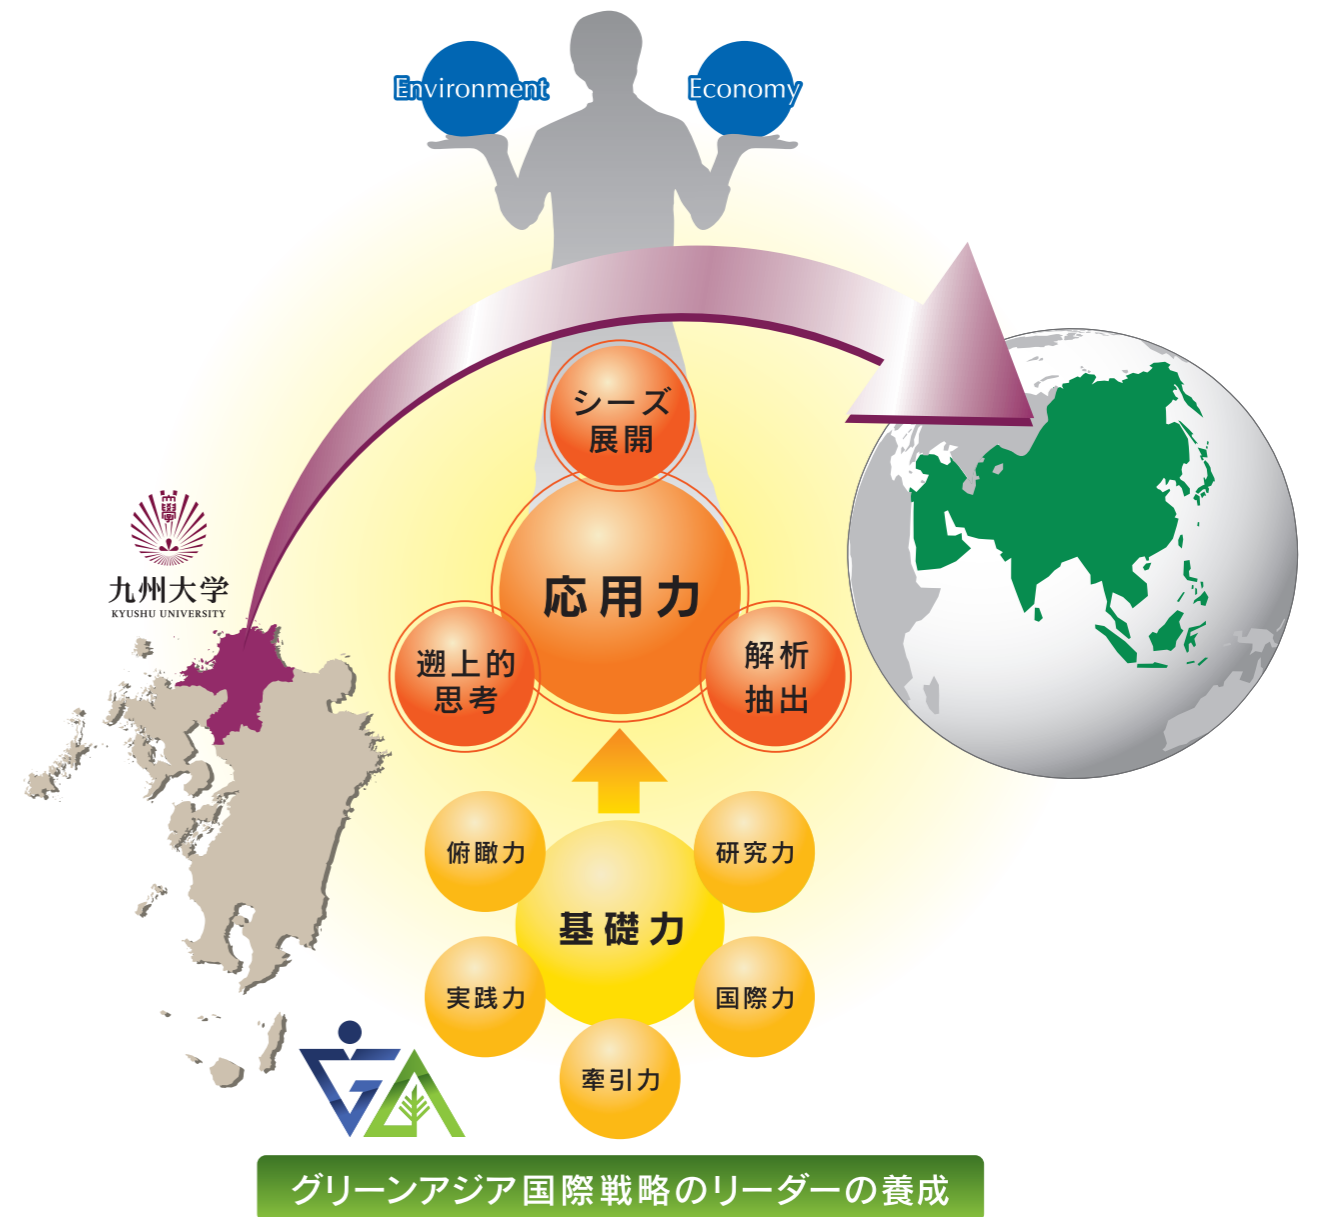 Environment
Economy
シーズ
展開
九州大学
KYUSHU UNIVERSITY
応用力
遡上的
思考
解析
抽出
俯瞰力
研究力
基礎力
実践力
国際力
牽引力
GA
グリーンアジア国際戦略のリーダーの養成